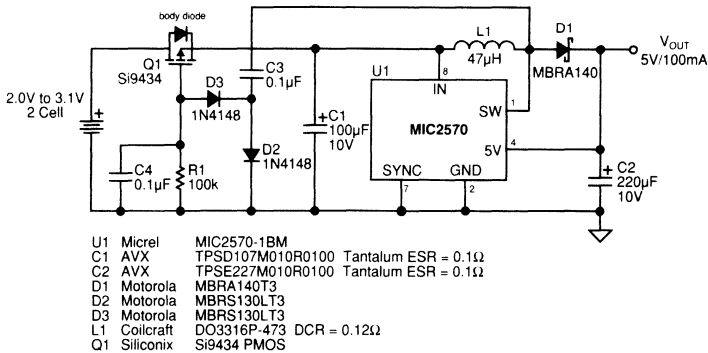 body diode
Q1
Si9434
2.0V to 3.1V
2 Cell
+
C3
0.1µF
D3
1N4148
D2
1N4148
C4
0.1µF
R1
100k
+
C1
100µF
10V
U1
8
IN
MIC2570
SW
1
5V
4
SYNC
GND
7
2
L1
47µH
D1
MBRA140
VOUT
5V/100mA
+
C2
220µF
10V
U1 Micrel MIC2570-1BM
C1 AVX TPSD107M010R0100 Tantalum ESR = 0.1Ω
C2 AVX TPSE227M010R0100 Tantalum ESR = 0.1Ω
D1 Motorola MBRA140T3
D2 Motorola MBRS130LT3
D3 Motorola MBRS130LT3
L1 Coilcraft DO3316P-473 DCR = 0.12Ω
Q1 Siliconix Si9434 PMOS